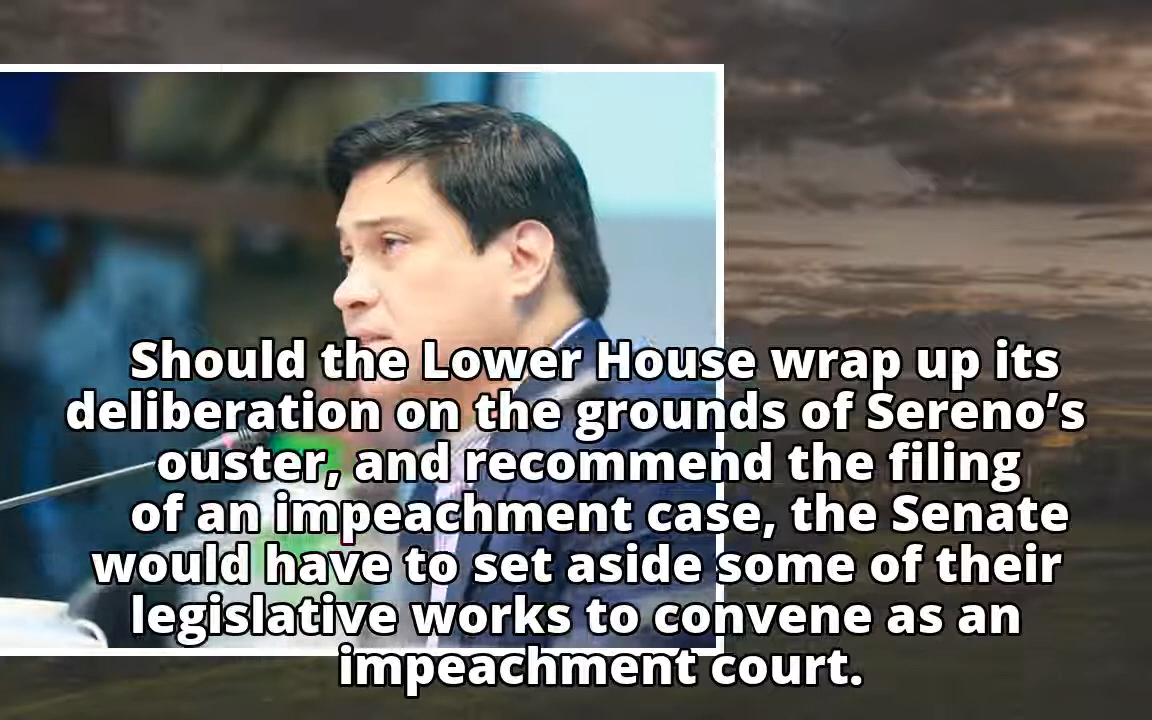 Should the Lower House wrap up its
deliberation on the grounds of Sereno’s
ouster, and recommend the filing
of an impeachment case, the Senate
would have to set aside some of their
legislative works to convene as an
impeachment court.